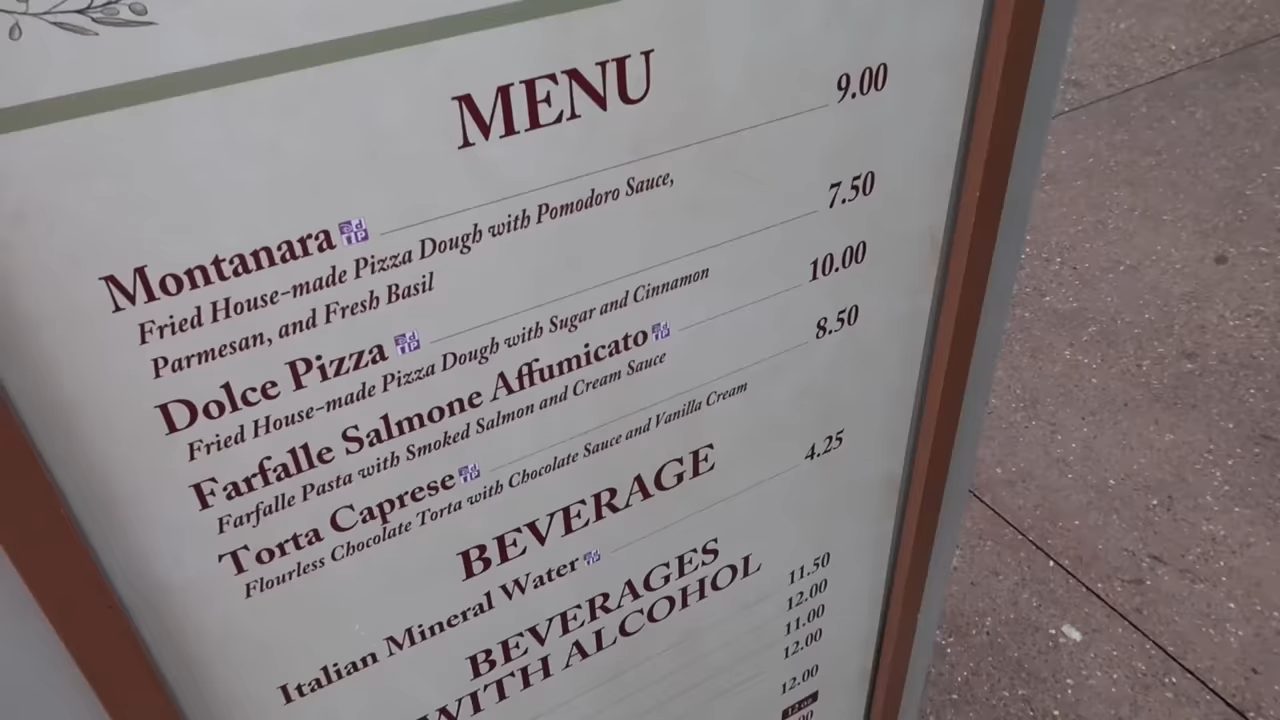 MENU
Montanara 9.00
Fried House-made Pizza Dough with Pomodoro Sauce,
Parmesan, and Fresh Basil
Dolce Pizza 7.50
Fried House-made Pizza Dough with Sugar and Cinnamon
Farfalle Salmone Affumicato 10.00
Farfalle Pasta with Smoked Salmon and Cream Sauce
Torta Caprese 8.50
Flourless Chocolate Torta with Chocolate Sauce and Vanilla Cream
BEVERAGE
Italian Mineral Water 4.25
BEVERAGES
WITH ALCOHOL
11.50
12.00
11.00
12.00
12.00